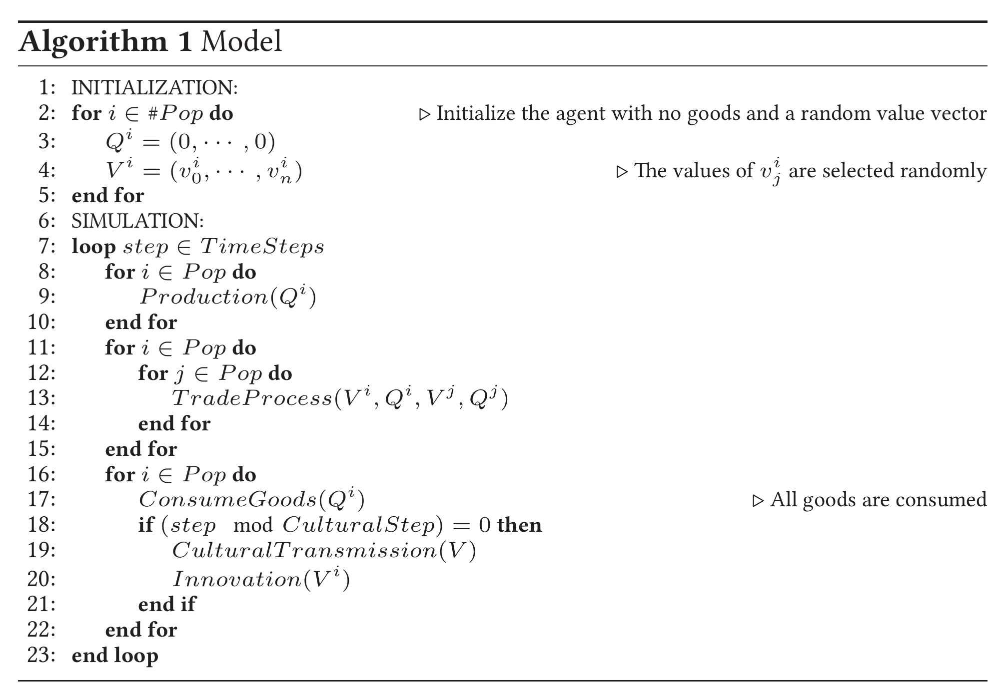 Algorithm 1 Model
1: INITIALIZATION:
2: for i ∈ #Pop do ▷ Initialize the agent with no goods and a random value vector
3: Q^i = (0, ··· , 0)
4: V^i = (v_0^i, ··· , v_n^i) ▷ The values of v_j^i are selected randomly
5: end for
6: SIMULATION:
7: loop step ∈ TimeSteps
8: for i ∈ Pop do
9: Production(Q^i)
10: end for
11: for i ∈ Pop do
12: for j ∈ Pop do
13: TradeProcess(V^i, Q^i, V^j, Q^j)
14: end for
15: end for
16: for i ∈ Pop do
17: ConsumeGoods(Q^i) ▷ All goods are consumed
18: if (step mod CulturalStep) = 0 then
19: CulturalTransmission(V)
20: Innovation(V^i)
21: end if
22: end for
23: end loop